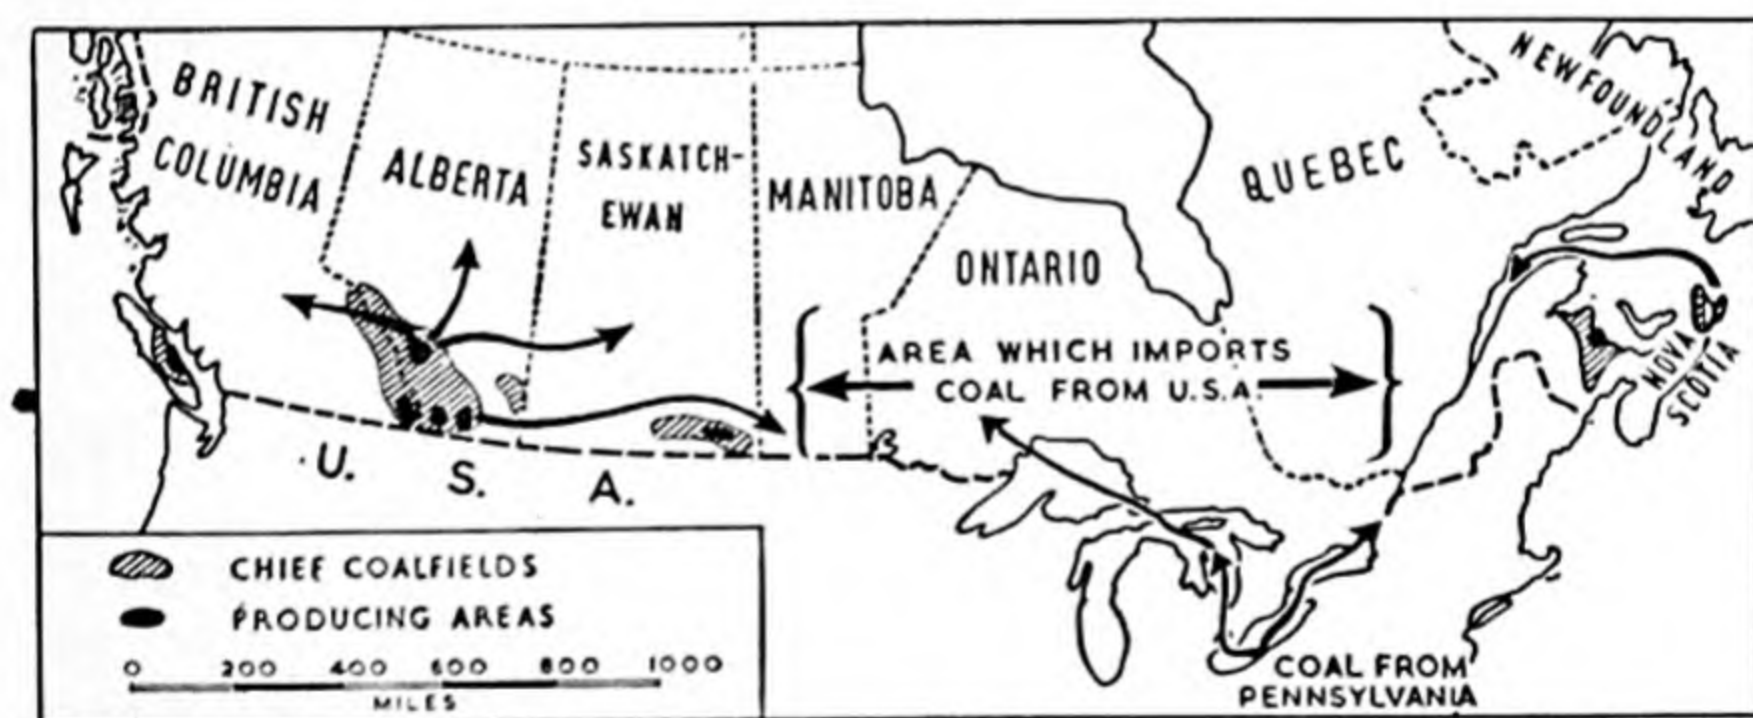 BRITISH
COLUMBIA
ALBERTA
SASKATCH-
EWAN
MANITOBA
ONTARIO
QUEBEC
NEWFOUNDLAND
NOVA
SCOTIA
AREA WHICH IMPORTS
COAL FROM U.S.A.
U. S. A.
CHIEF COALFIELDS
PRODUCING AREAS
0 200 400 600 800 1000
MILES
COAL FROM
PENNSYLVANIA